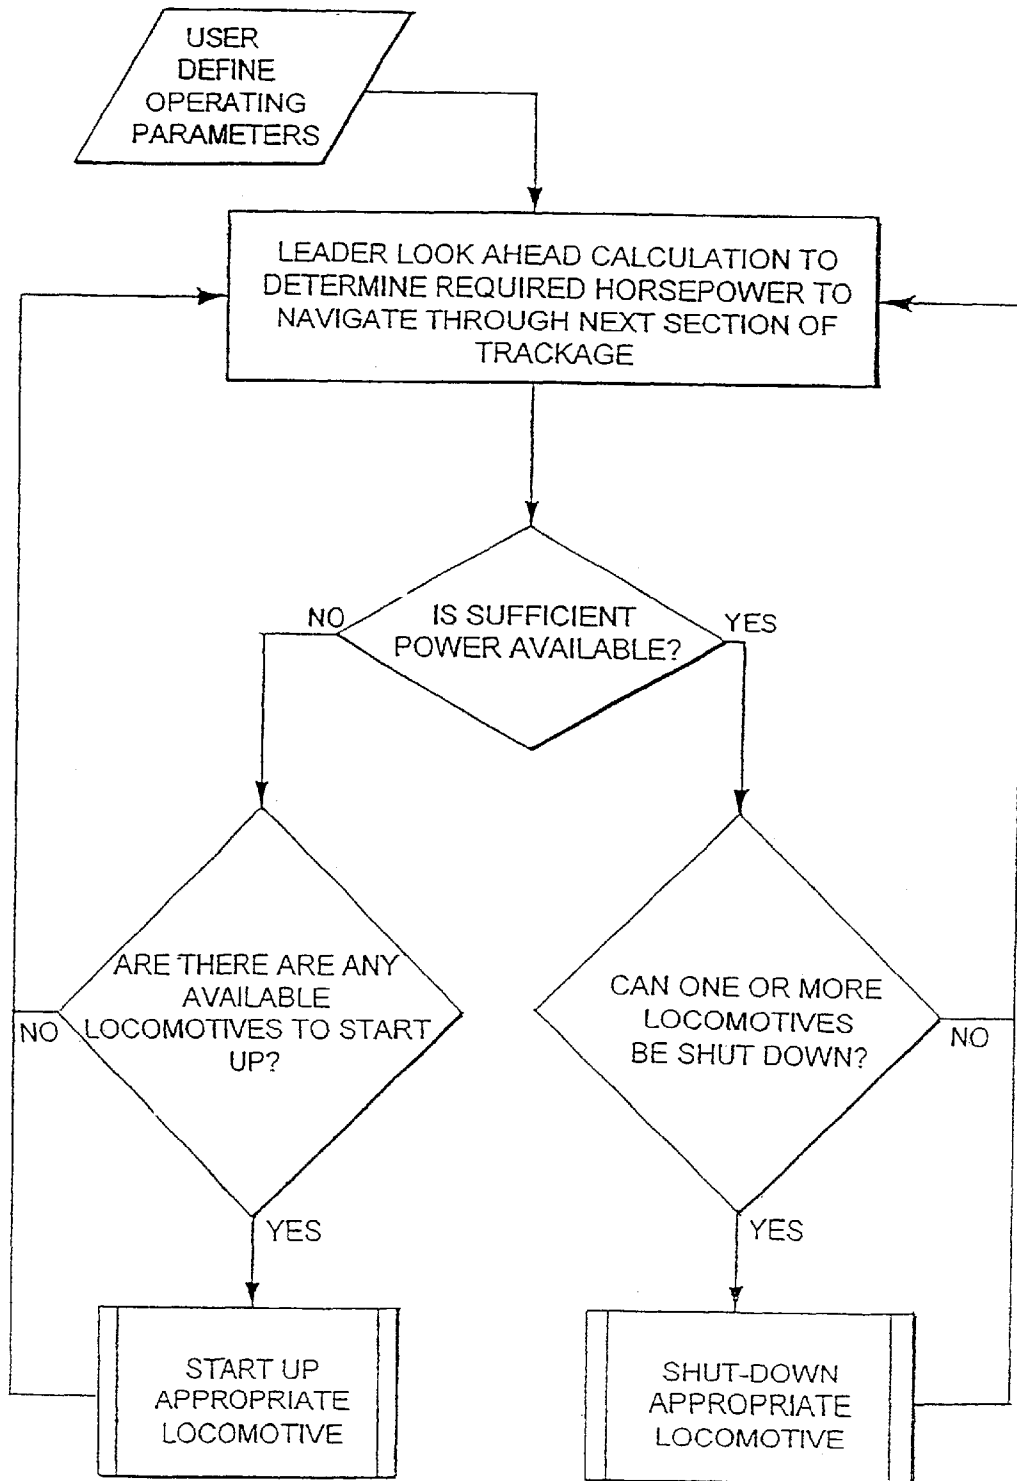 USER
DEFINE
OPERATING
PARAMETERS
LEADER LOOK AHEAD CALCULATION TO
DETERMINE REQUIRED HORSEPOWER TO
NAVIGATE THROUGH NEXT SECTION OF
TRACKAGE
NO
IS SUFFICIENT
POWER AVAILABLE?
YES
ARE THERE ARE ANY
AVAILABLE
LOCOMOTIVES TO START
UP?
NO
CAN ONE OR MORE
LOCOMOTIVES
BE SHUT DOWN?
NO
YES
YES
START UP
APPROPRIATE
LOCOMOTIVE
SHUT-DOWN
APPROPRIATE
LOCOMOTIVE